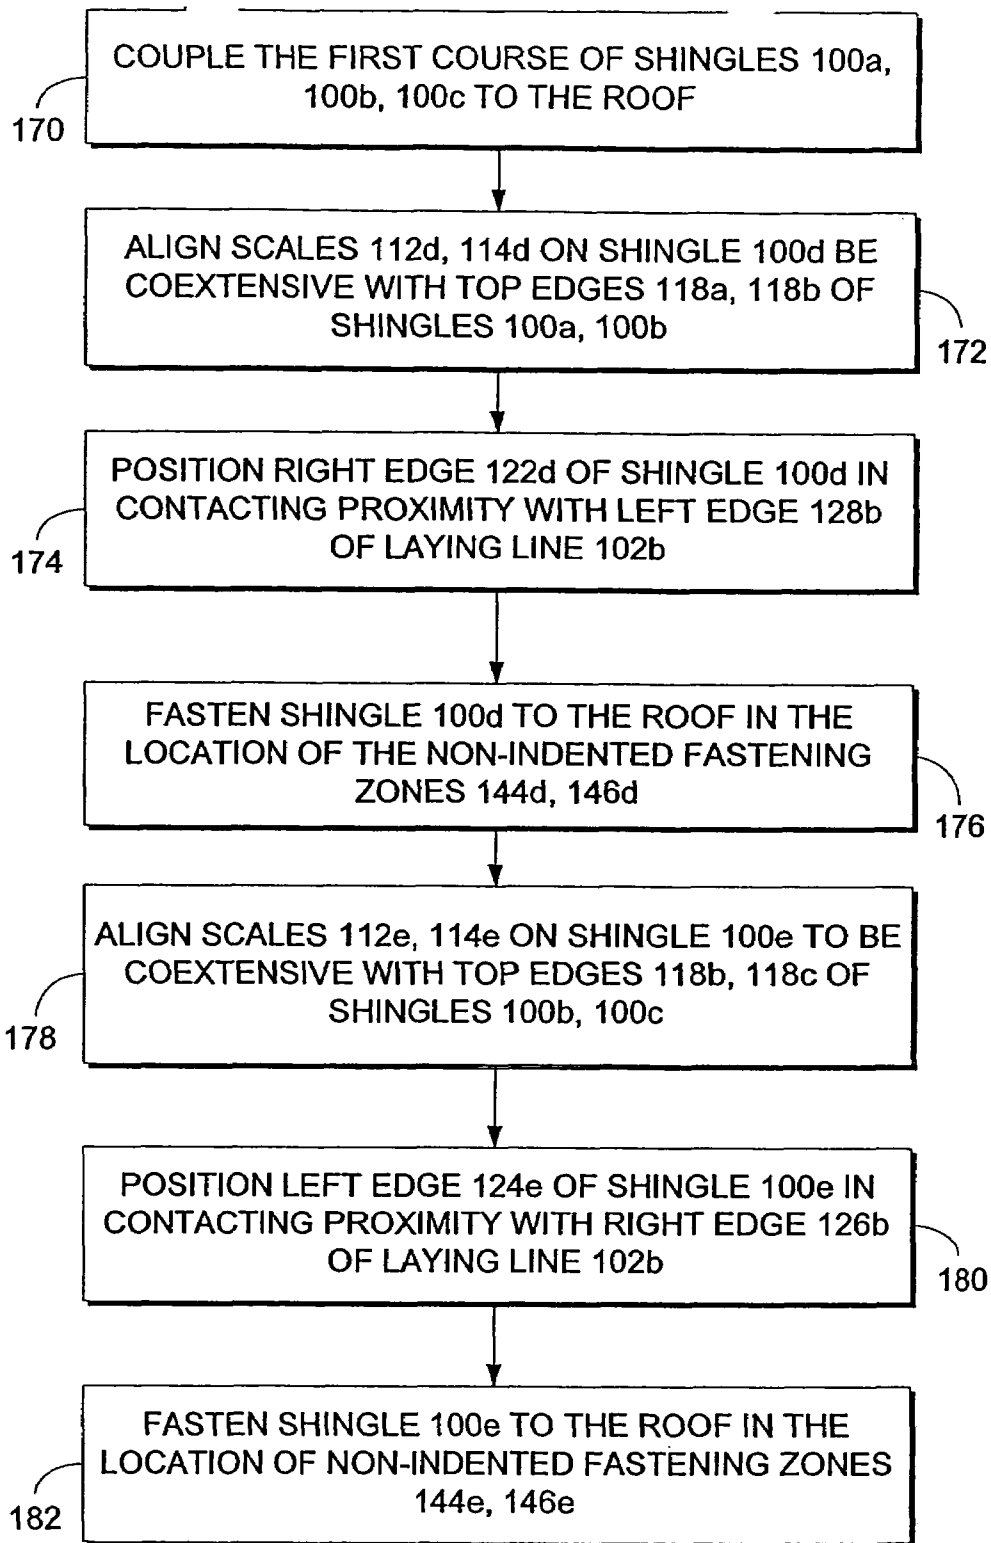 COUPLE THE FIRST COURSE OF SHINGLES 100a,
100b, 100c TO THE ROOF
170
ALIGN SCALES 112d, 114d ON SHINGLE 100d BE
COEXTENSIVE WITH TOP EDGES 118a, 118b OF
SHINGLES 100a, 100b
172
POSITION RIGHT EDGE 122d OF SHINGLE 100d IN
CONTACTING PROXIMITY WITH LEFT EDGE 128b
OF LAYING LINE 102b
174
FASTEN SHINGLE 100d TO THE ROOF IN THE
LOCATION OF THE NON-INDENTED FASTENING
ZONES 144d, 146d
176
ALIGN SCALES 112e, 114e ON SHINGLE 100e TO BE
COEXTENSIVE WITH TOP EDGES 118b, 118c OF
SHINGLES 100b, 100c
178
POSITION LEFT EDGE 124e OF SHINGLE 100e IN
CONTACTING PROXIMITY WITH RIGHT EDGE 126b
OF LAYING LINE 102b
180
FASTEN SHINGLE 100e TO THE ROOF IN THE
LOCATION OF NON-INDENTED FASTENING ZONES
144e, 146e
182